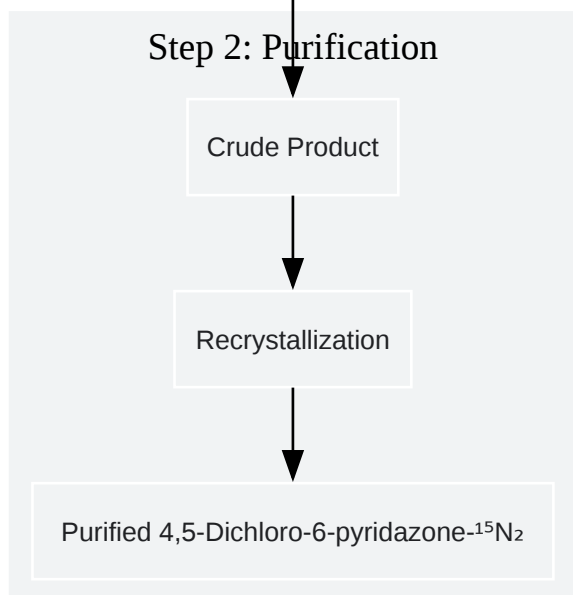 Step 2: Purification
Crude Product
Recrystallization
Purified 4,5-Dichloro-6-pyridazone-¹⁵N₂